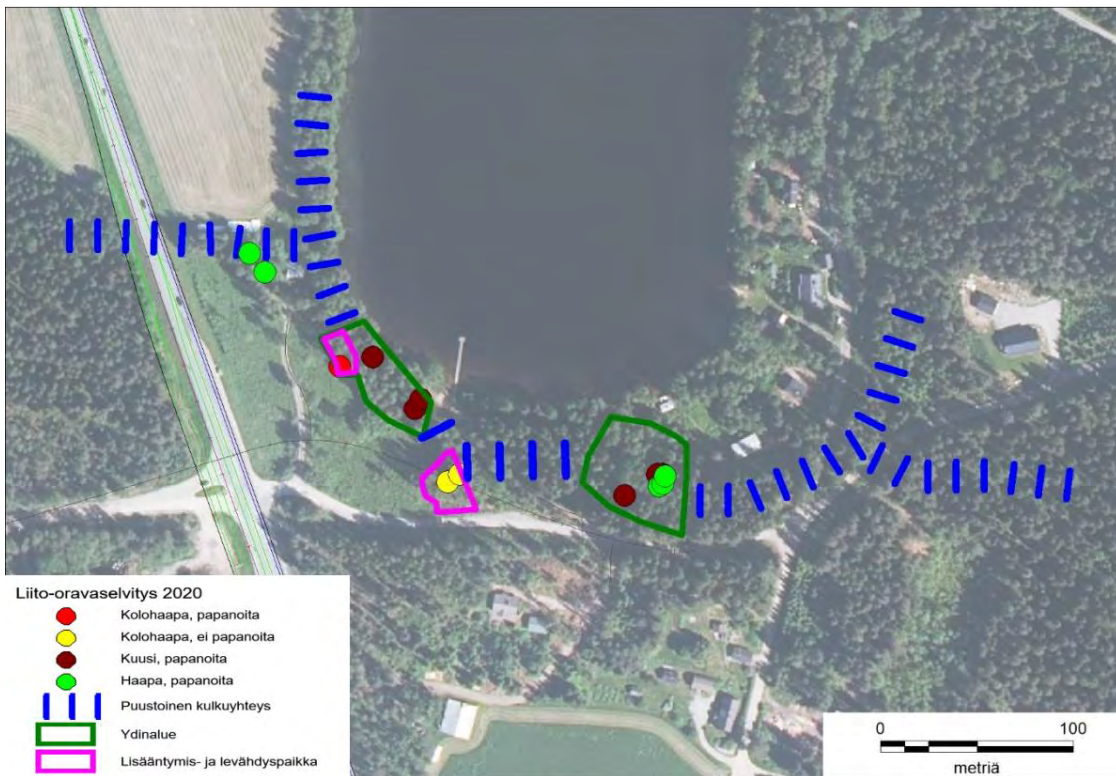 Liito-oravaselvitys 2020
Kolohaapa, papanoita
Kolohaapa, ei papanoita
Kuusi, papanoita
Haapa, papanoita
Puustoinen kulkuyhteys
Ydinalue
Lisääntymis- ja levähdyspaikka
0 100
metriä